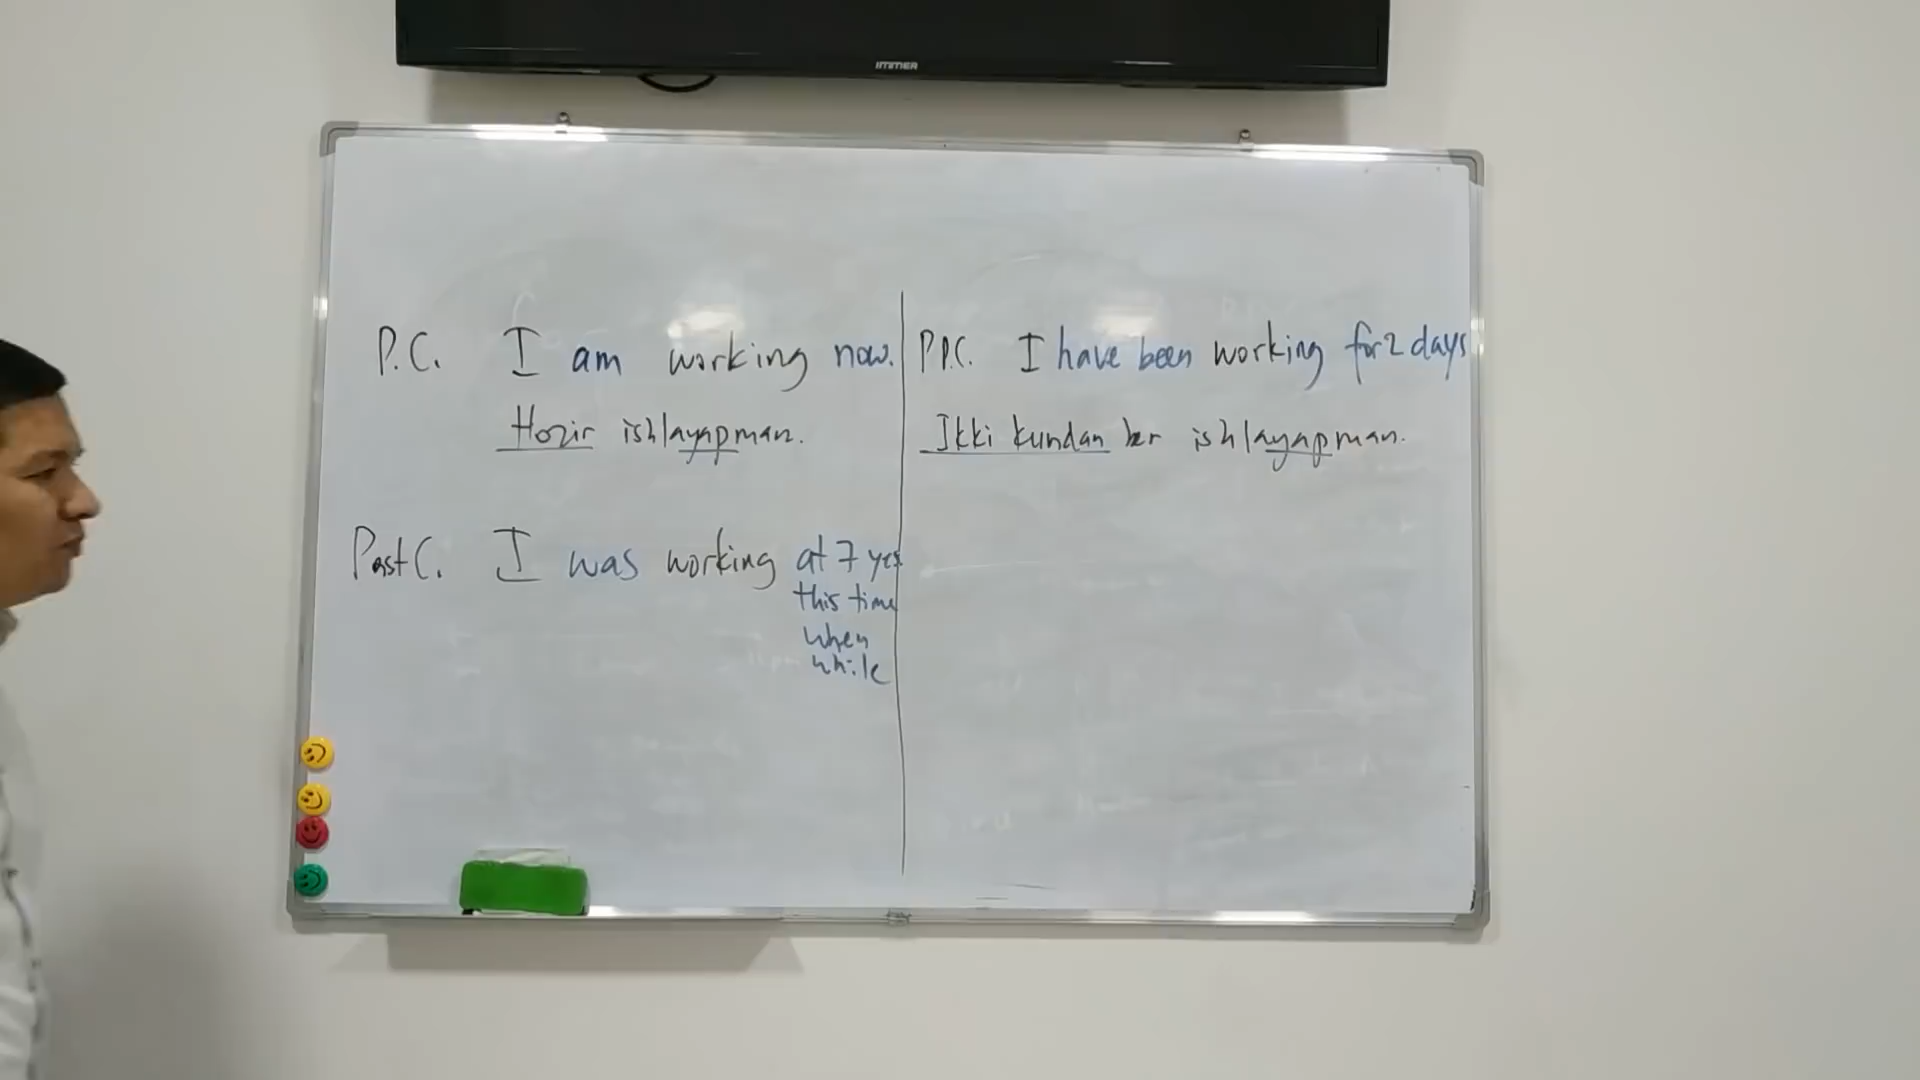 IMMER
P.C. I am working now.
Hozir ishlayapman.
P.P.C. I have been working for 2 days
Ikki kundan ber ishlayapman.
Past C. I was working at 7 yes
this time
when
while